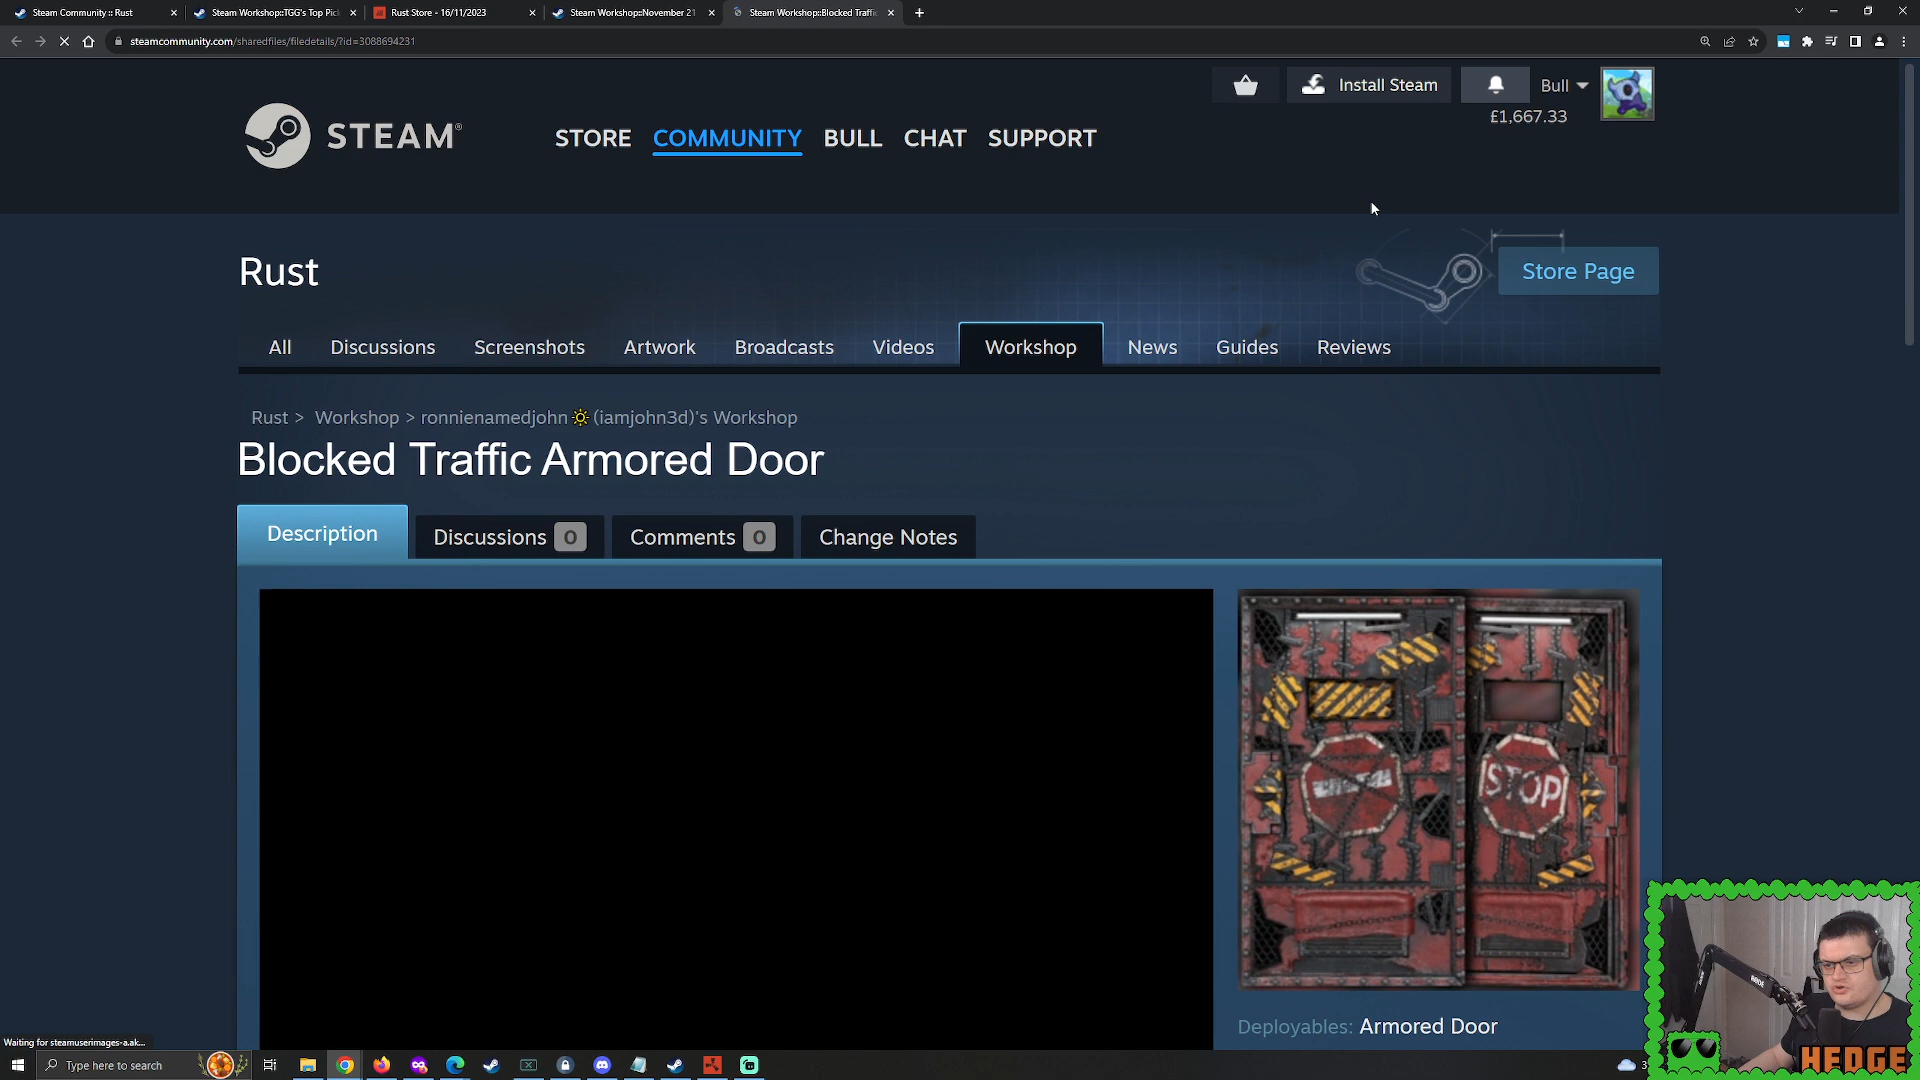 Steam Community :: Rust
Steam Workshop::TGG's Top Pic
Rust Store - 16/11/2023
Steam Workshop::November 21
Steam Workshop::Blocked Traffic
steamcommunity.com/sharedfiles/filedetails/?id=3088694231
Install Steam
Bull
£1,667.33
STEAM®
STORE COMMUNITY BULL CHAT SUPPORT
Rust
Store Page
All Discussions Screenshots Artwork Broadcasts Videos Workshop News Guides Reviews
Rust > Workshop > ronnienamedjohn (iamjohn3d)'s Workshop
Blocked Traffic Armored Door
Description
Discussions 0
Comments 0
Change Notes
STOP
Deployables: Armored Door
Waiting for steamuserimages-a.ak...
Type here to search
HEDGE